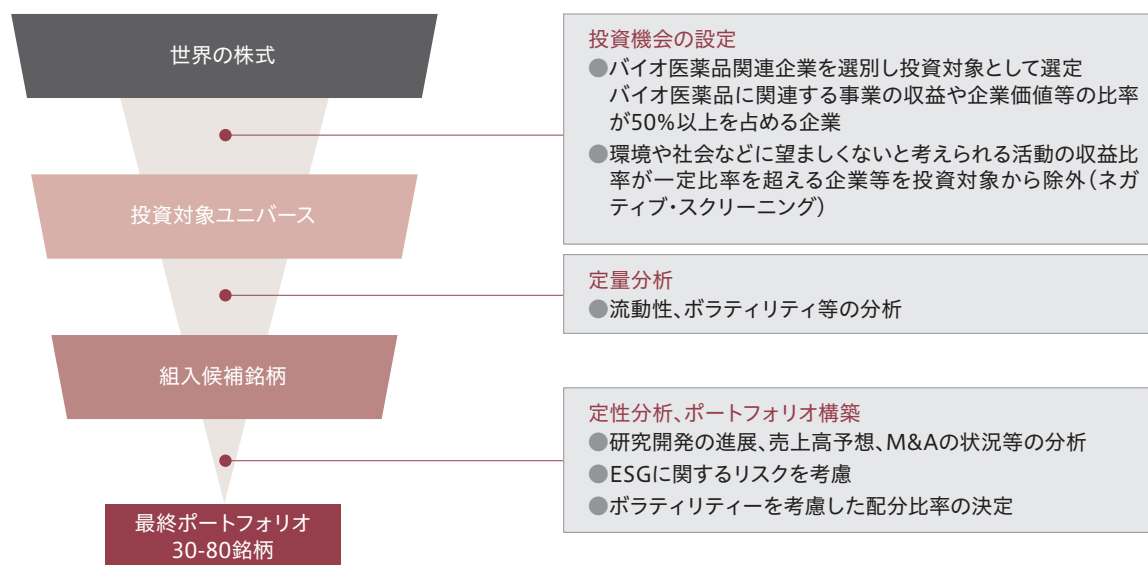 世界の株式
投資機会の設定
●バイオ医薬品関連企業を選別し投資対象として選定
バイオ医薬品に関連する事業の収益や企業価値等の比率
が50%以上を占める企業
●環境や社会などに望ましくないと考えられる活動の収益比
率が一定比率を超える企業等を投資対象から除外(ネガ
ティブ・スクリーニング)
投資対象ユニバース
定量分析
●流動性、ボラティリティ等の分析
組入候補銘柄
定性分析、ポートフォリオ構築
●研究開発の進展、売上高予想、M&Aの状況等の分析
●ESGに関するリスクを考慮
●ボラティリティーを考慮した配分比率の決定
最終ポートフォリオ
30-80銘柄